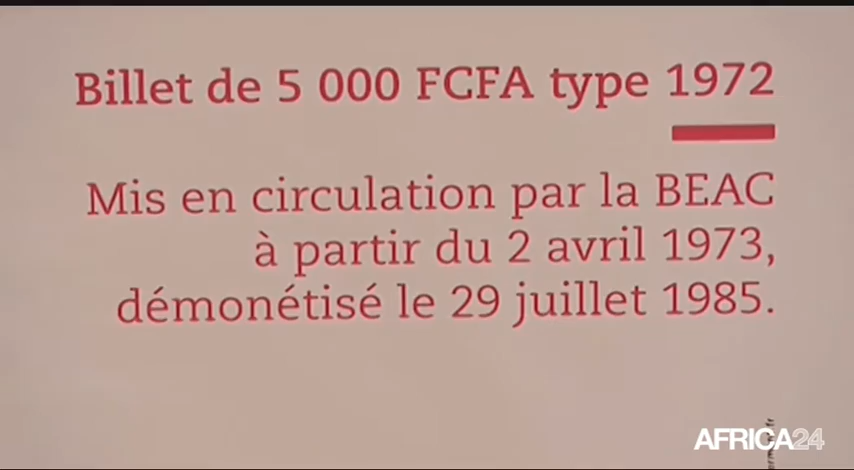 Billet de 5 000 FCFA type 1972
Mis en circulation par la BEAC
à partir du 2 avril 1973,
démonétisé le 29 juillet 1985.
AFRICA24